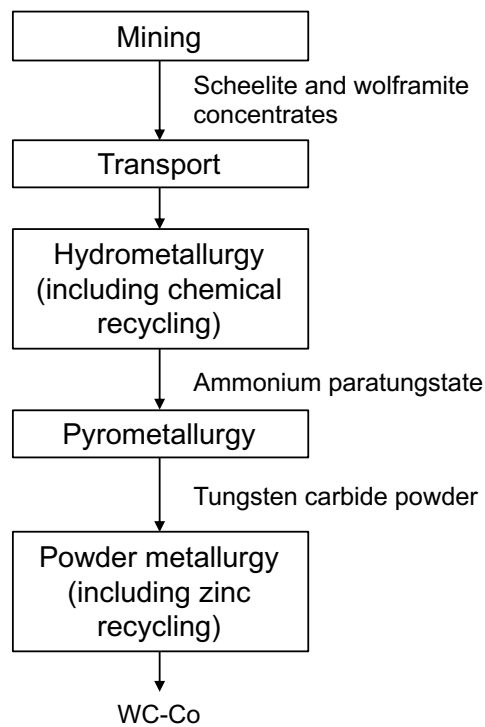 Mining
Scheelite and wolframite
concentrates
Transport
Hydrometallurgy
(including chemical
recycling)
Ammonium paratungstate
Pyrometallurgy
Tungsten carbide powder
Powder metallurgy
(including zinc
recycling)
WC-Co